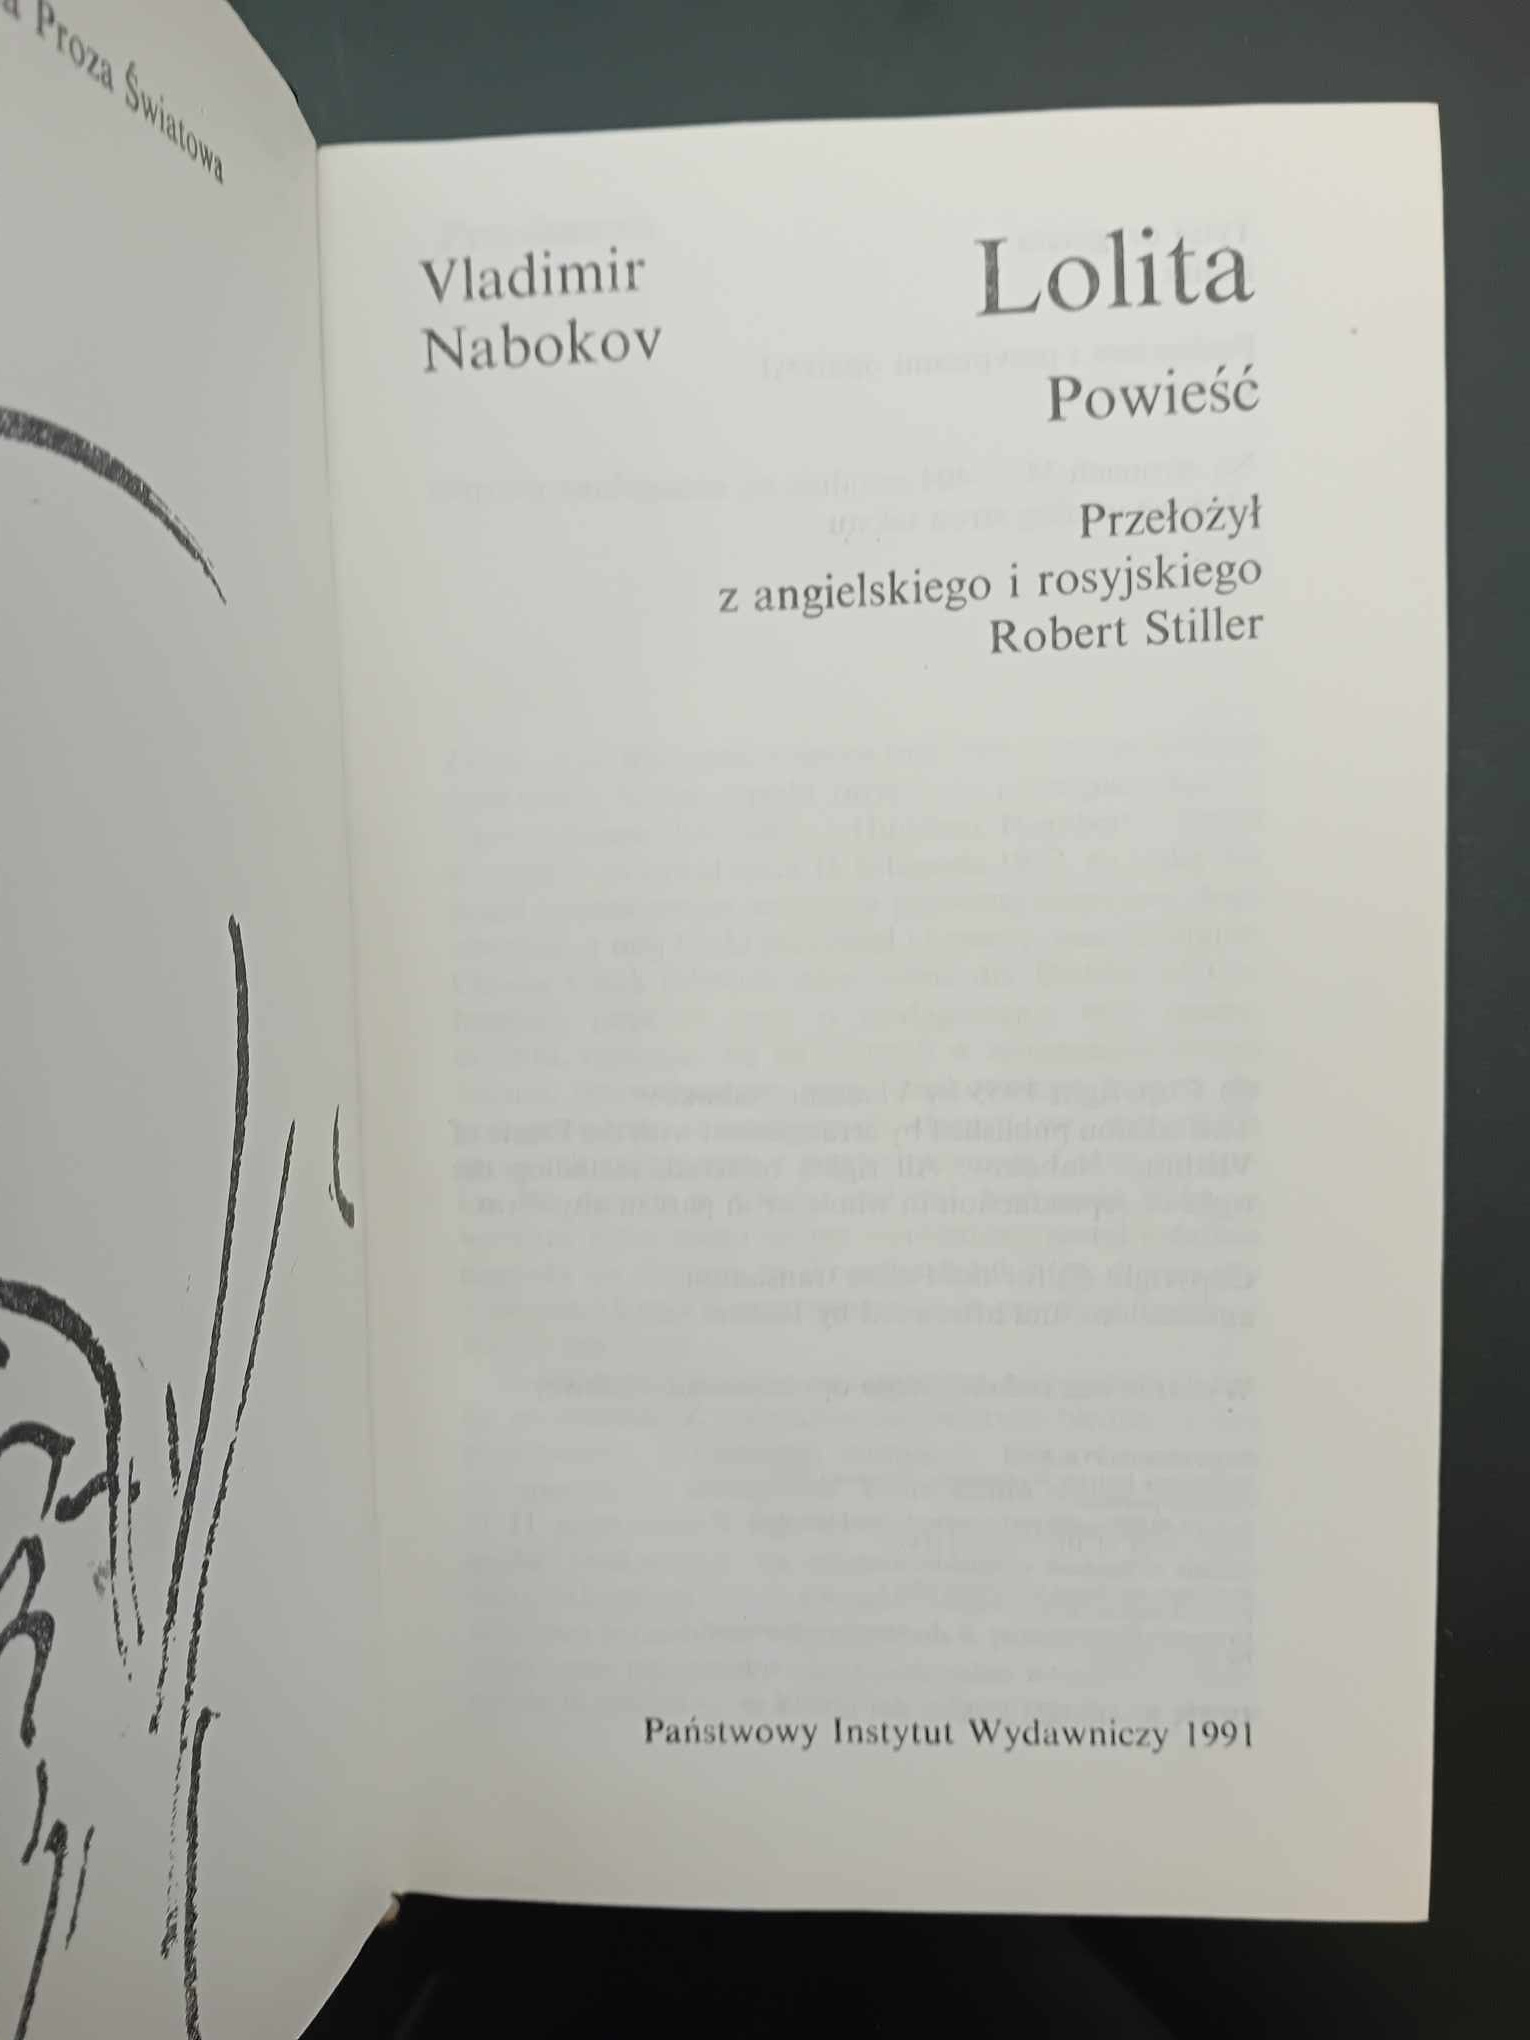 Proza Światowa
Vladimir
Nabokov
Lolita
Powieść
Przełożył
z angielskiego i rosyjskiego
Robert Stiller
Państwowy Instytut Wydawniczy 1991